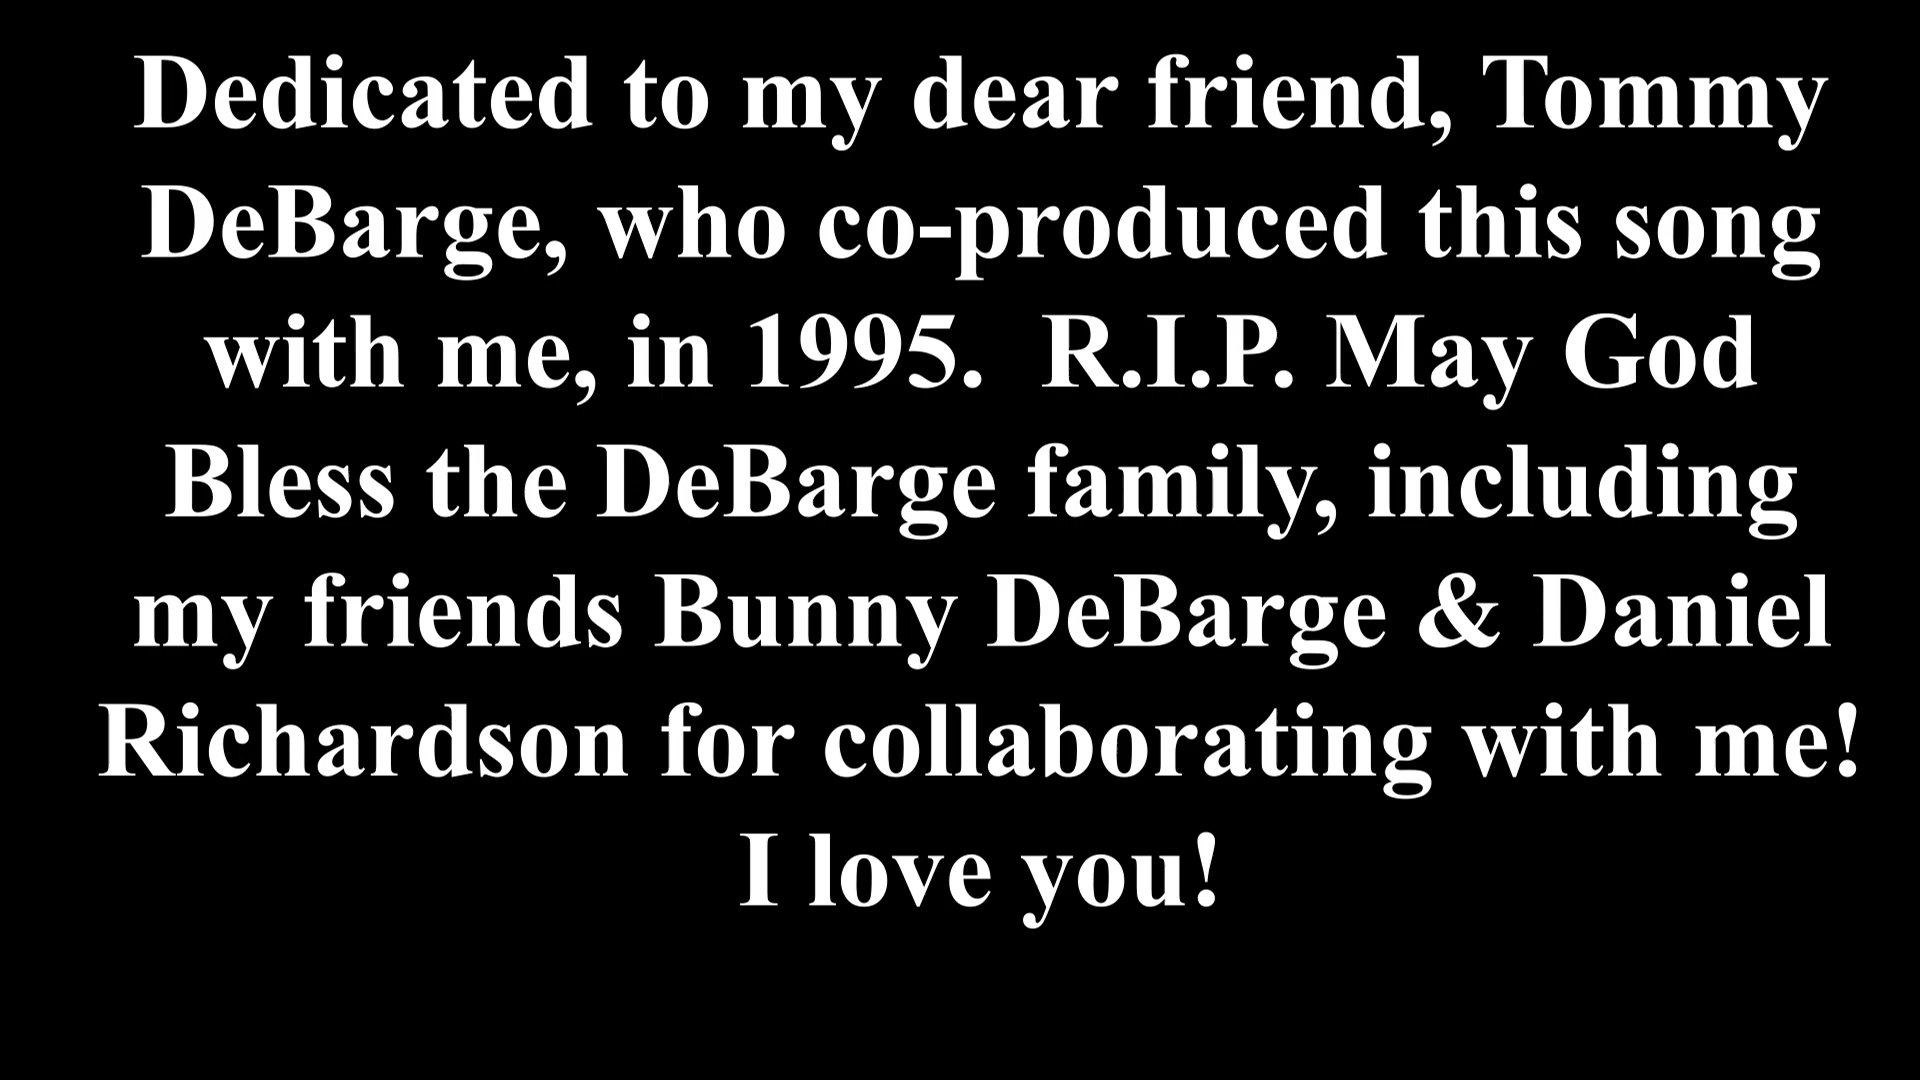 Dedicated to my dear friend, Tommy
DeBarge, who co-produced this song
with me, in 1995.  R.I.P. May God
Bless the DeBarge family, including
my friends Bunny DeBarge & Daniel
Richardson for collaborating with me!
I love you!